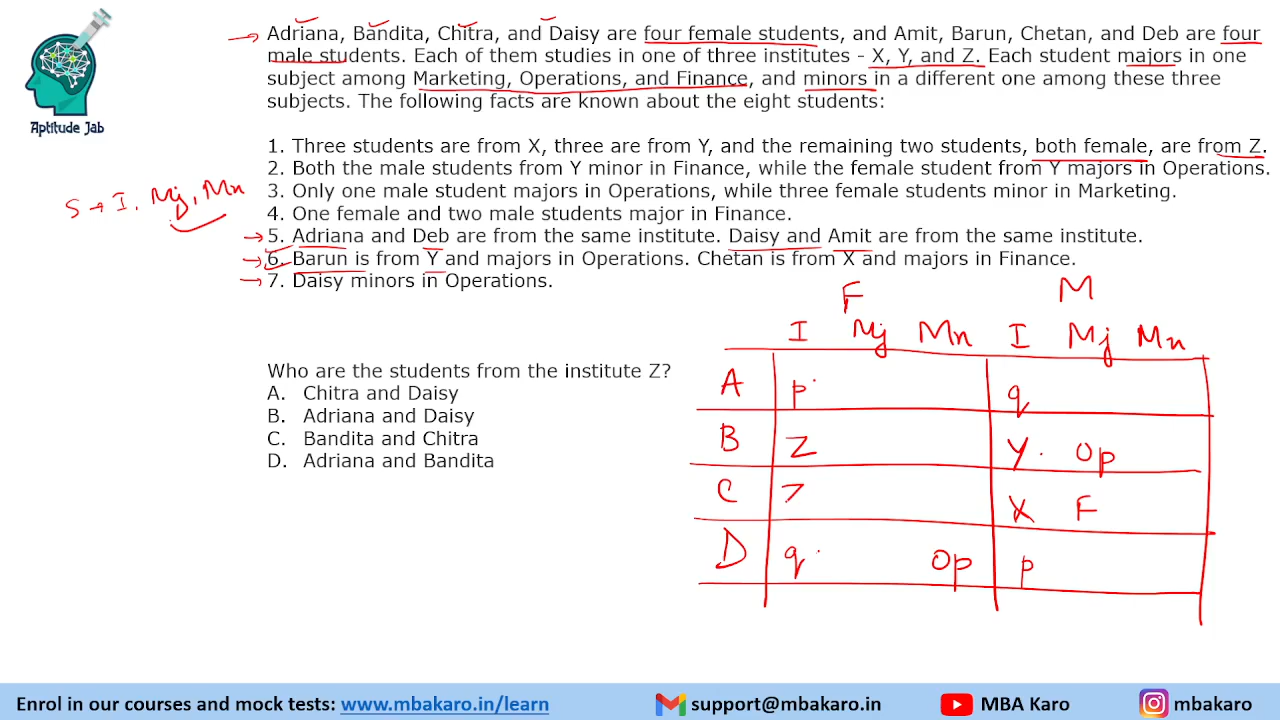 Adriana, Bandita, Chitra, and Daisy are four female students, and Amit, Barun, Chetan, and Deb are four
male students. Each of them studies in one of three institutes - X, Y, and Z. Each student majors in one
subject among Marketing, Operations, and Finance, and minors in a different one among these three
subjects. The following facts are known about the eight students:
Aptitude Jab
1. Three students are from X, three are from Y, and the remaining two students, both female, are from Z.
2. Both the male students from Y minor in Finance, while the female student from Y majors in Operations.
3. Only one male student majors in Operations, while three female students minor in Marketing.
S → I, Mj, Mn
4. One female and two male students major in Finance.
5. Adriana and Deb are from the same institute. Daisy and Amit are from the same institute.
6. Barun is from Y and majors in Operations. Chetan is from X and majors in Finance.
7. Daisy minors in Operations.
F M
I Mj Mn I Mj Mn
Who are the students from the institute Z?
A. Chitra and Daisy
B. Adriana and Daisy
C. Bandita and Chitra
D. Adriana and Bandita
A p q
B Z Y Op
C Z X F
D q Op p
Enrol in our courses and mock tests: www.mbakaro.in/learn support@mbakaro.in MBA Karo mbakaro